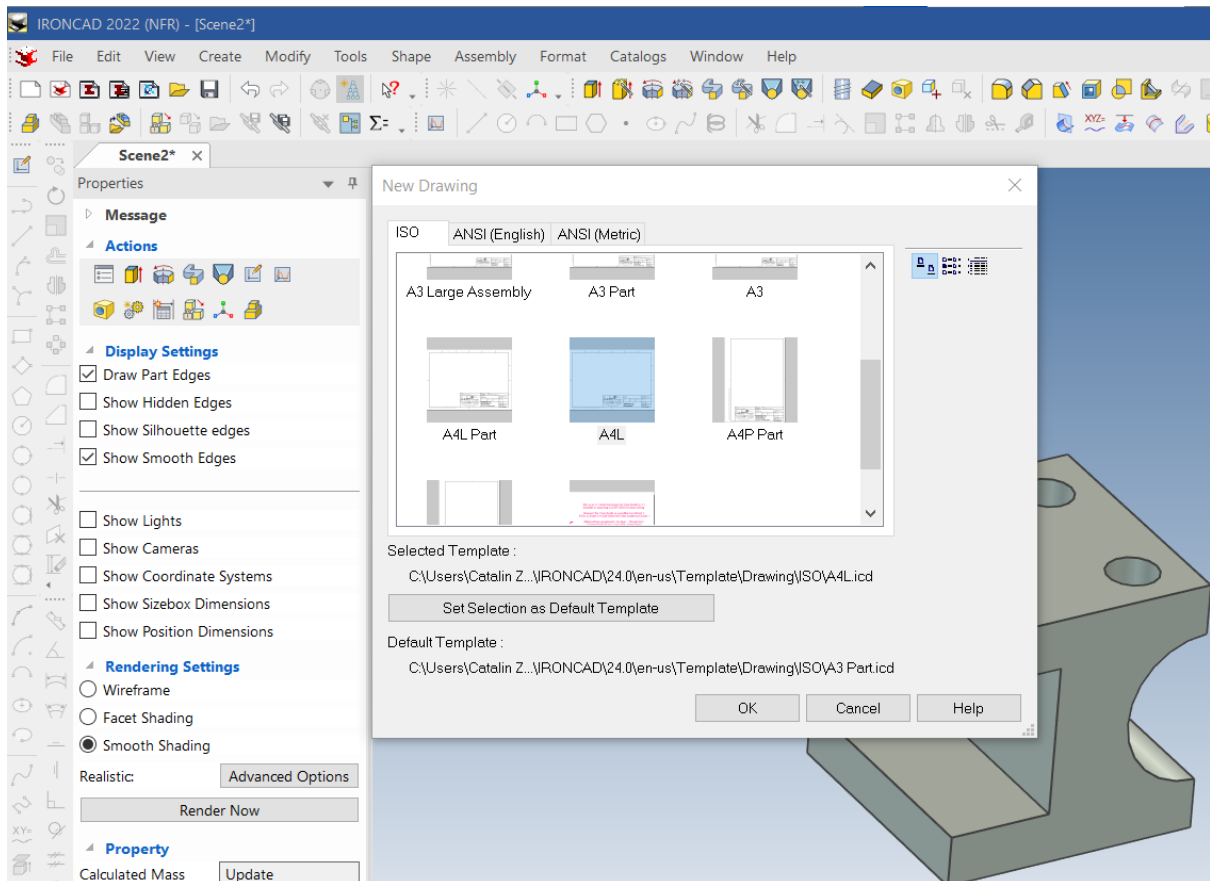 IRONCAD 2022 (NFR) - [Scene2*]
File Edit View Create Modify Tools Shape Assembly Format Catalogs Window Help
Scene2*
Properties
Message
Actions
Display Settings
Draw Part Edges
Show Hidden Edges
Show Silhouette edges
Show Smooth Edges
Show Lights
Show Cameras
Show Coordinate Systems
Show Sizebox Dimensions
Show Position Dimensions
Rendering Settings
Wireframe
Facet Shading
Smooth Shading
Realistic: Advanced Options
Render Now
Property
Calculated Mass Update
New Drawing
ISO ANSI (English) ANSI (Metric)
A3 Large Assembly A3 Part A3
A4L Part A4L A4P Part
Selected Template :
C:\Users\Catalin Z...\IRONCAD\24.0\en-us\Template\Drawing\ISO\A4L.icd
Set Selection as Default Template
Default Template :
C:\Users\Catalin Z...\IRONCAD\24.0\en-us\Template\Drawing\ISO\A3 Part.icd
OK Cancel Help